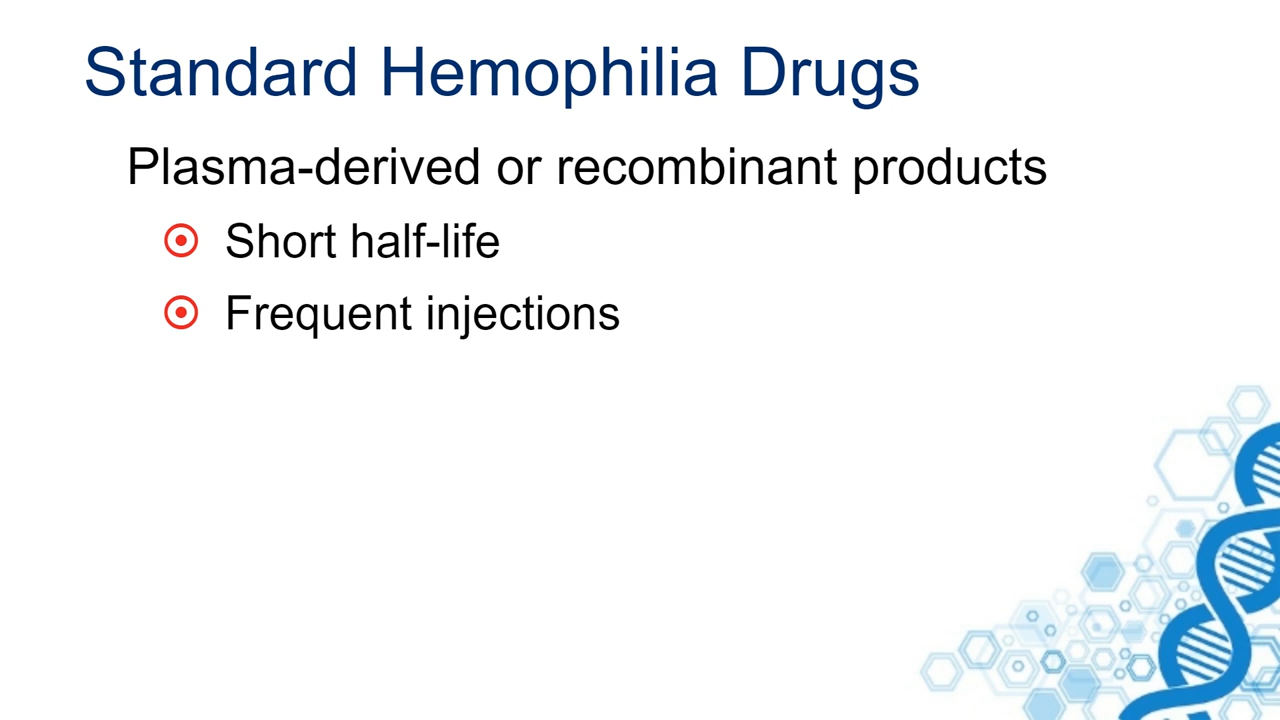 Standard Hemophilia Drugs
Plasma-derived or recombinant products
Short half-life
Frequent injections